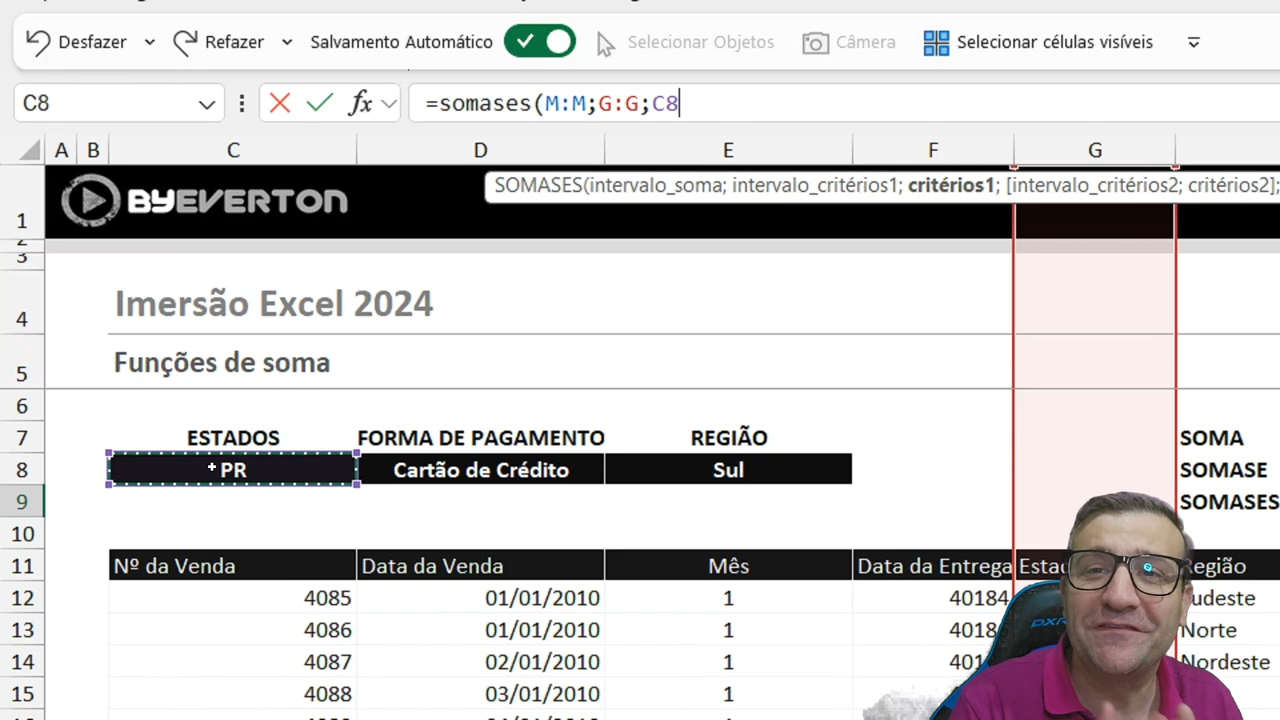 Desfazer Refazer Salvamento Automático Selecionar Objetos Câmera Selecionar células visíveis
C8 fx =somases(M:M;G:G;C8
A B C D E F G
SOMASES(intervalo_soma; intervalo_critérios1; critérios1; [intervalo_critérios2; critérios2];
1 BYEVERTON
2
3
4 Imersão Excel 2024
5 Funções de soma
6
7 ESTADOS FORMA DE PAGAMENTO REGIÃO SOMA
8 PR Cartão de Crédito Sul SOMASE
9 SOMASES
10
11 Nº da Venda Data da Venda Mês Data da Entrega
12 4085 01/01/2010 1 40184
13 4086 01/01/2010 1 Norte
14 4087 02/01/2010 1 Nordeste
15 4088 03/01/2010 1